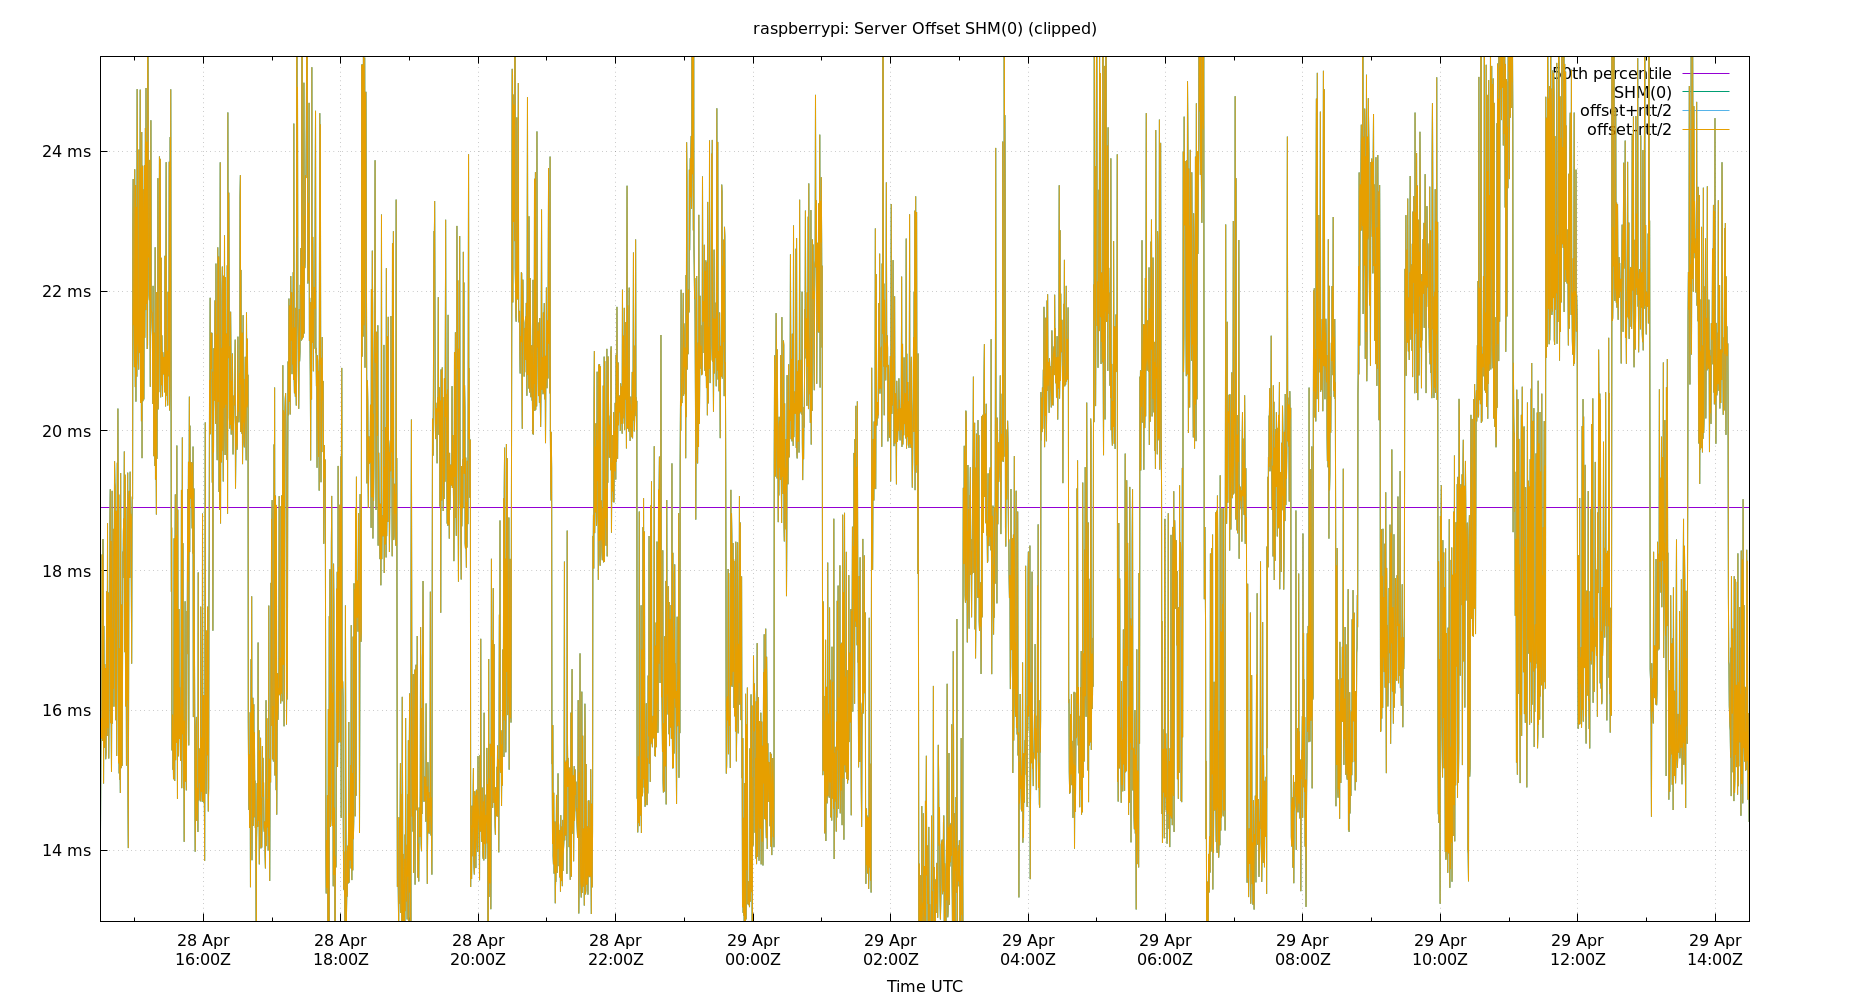 raspberrypi: Server Offset SHM(0) (clipped)
50th percentile
SHM(0)
offset+rtt/2
offset-rtt/2
24 ms
22 ms
20 ms
18 ms
16 ms
14 ms
28 Apr 28 Apr 28 Apr 28 Apr 29 Apr 29 Apr 29 Apr 29 Apr 29 Apr 29 Apr 29 Apr 29 Apr
16:00Z 18:00Z 20:00Z 22:00Z 00:00Z 02:00Z 04:00Z 06:00Z 08:00Z 10:00Z 12:00Z 14:00Z
Time UTC